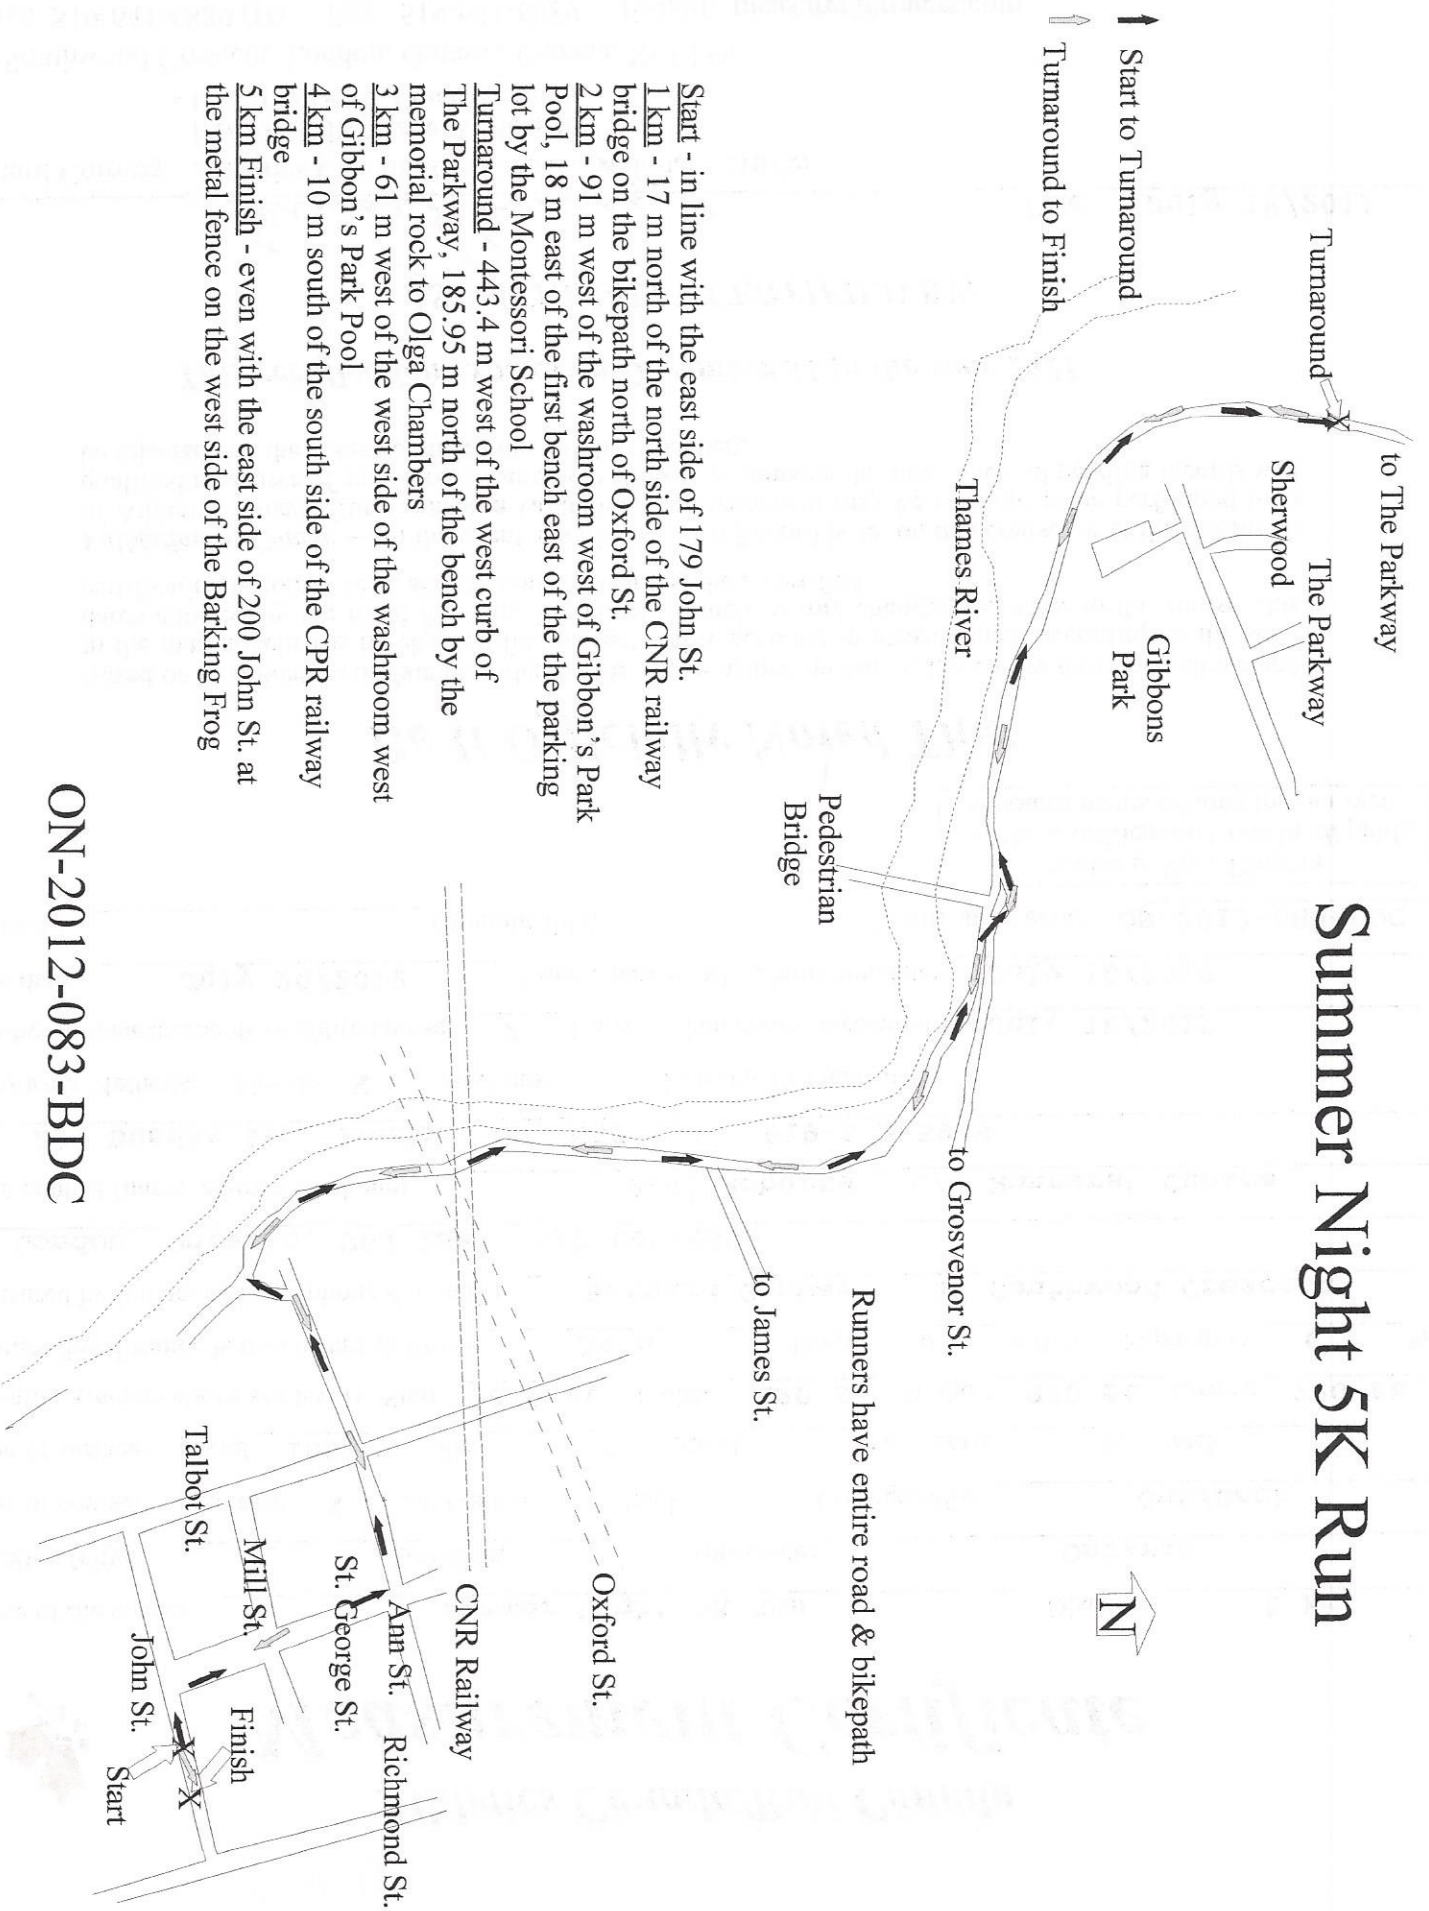 Summer Night 5K Run
Start to Turnaround
Turnaround to Finish
Turnaround
to The Parkway
The Parkway
Sherwood
Gibbons
Park
Thames River
Pedestrian
Bridge
to Grosvenor St.
Runners have entire road & bikepath
N
to James St.
Oxford St.
CNR Railway
Ann St.
Richmond St.
St. George St.
Talbot St.
Mill St.
John St.
Finish
Start
X
X
X
Start - in line with the east side of 179 John St.
1 km - 17 m north of the north side of the CNR railway
bridge on the bikepath north of Oxford St.
2 km - 91 m west of the washroom west of Gibbon's Park
Pool, 18 m east of the first bench east of the the parking
lot by the Montessori School
Turnaround - 443.4 m west of the west curb of
The Parkway, 185.95 m north of the bench by the
memorial rock to Olga Chambers
3 km - 61 m west of the west side of the washroom west
of Gibbon's Park Pool
4 km - 10 m south of the south side of the CPR railway
bridge
5 km Finish - even with the east side of 200 John St. at
the metal fence on the west side of the Barking Frog
ON-2012-083-BDC